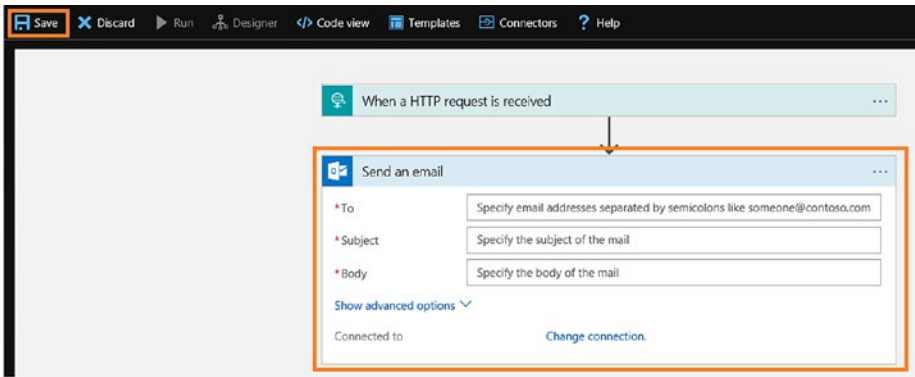 Save Discard Run Designer </> Code view Templates Connectors ? Help
When a HTTP request is received ...
Send an email ...
*To Specify email addresses separated by semicolons like someone@contoso.com
*Subject Specify the subject of the mail
*Body Specify the body of the mail
Show advanced options
Connected to Change connection.